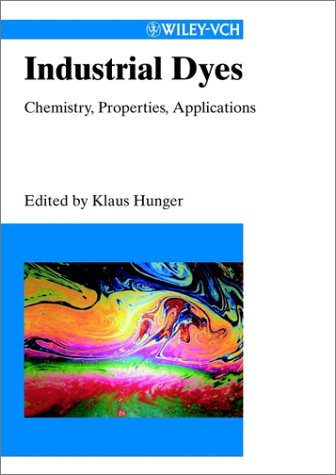 WILEY-VCH
Industrial Dyes
Chemistry, Properties, Applications
Edited by Klaus Hunger